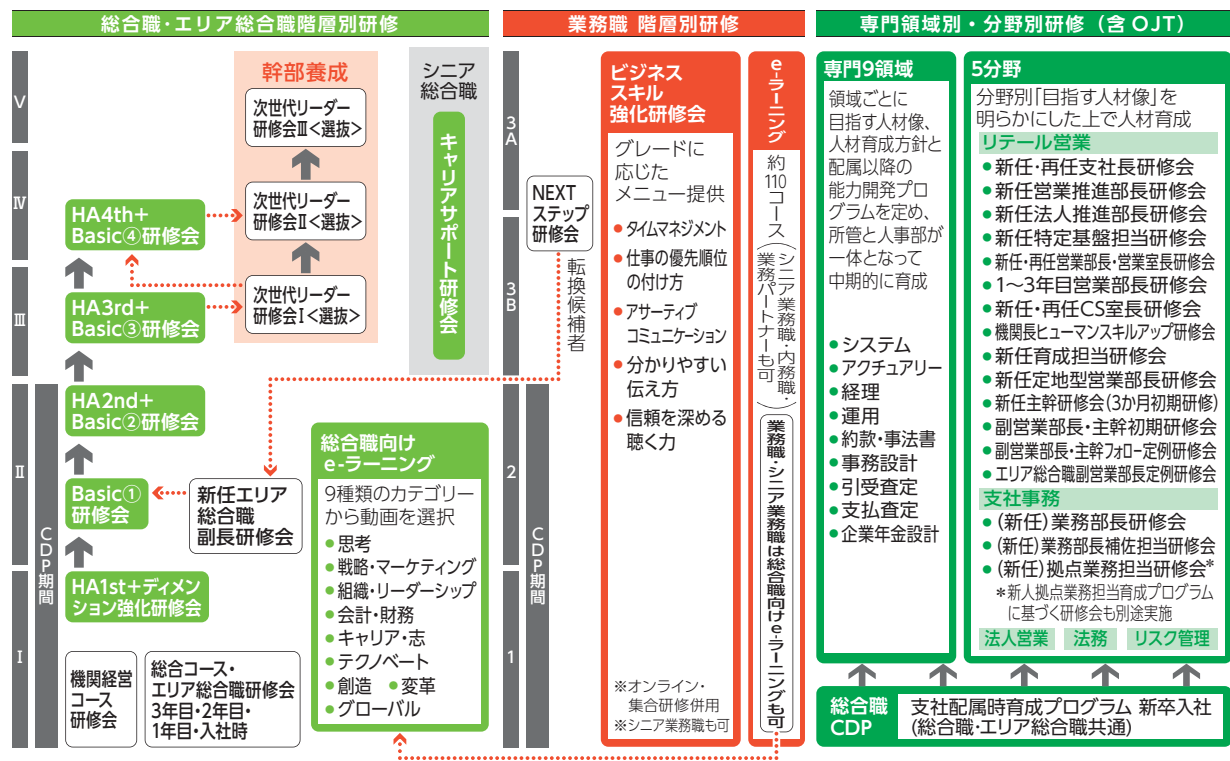 総合職・エリア総合職階層別研修
Ⅴ
Ⅳ
Ⅲ
Ⅱ
Ⅰ
CDP期間
幹部養成
次世代リーダー
研修会Ⅲ<選抜>
次世代リーダー
研修会Ⅱ<選抜>
次世代リーダー
研修会Ⅰ<選抜>
シニア
総合職
キャリアサポート研修会
HA4th+
Basic④研修会
HA3rd+
Basic③研修会
HA2nd+
Basic②研修会
Basic①
研修会
新任エリア
総合職
副長研修会
HA1st+ディメン
ション強化研修会
機関経営
コース
研修会
総合コース・
エリア総合職研修会
3年目・2年目・
1年目・入社時
総合職向け
e-ラーニング
9種類のカテゴリー
から動画を選択
●思考
●戦略・マーケティング
●組織・リーダーシップ
●会計・財務
●キャリア・志
●テクノベート
●創造 ●変革
●グローバル
業務職 階層別研修
3A
3B
2
1
CDP期間
NEXT
ステップ
研修会
転換候補者
ビジネス
スキル
強化研修会
グレードに
応じた
メニュー提供
●タイムマネジメント
●仕事の優先順位
の付け方
●アサーティブ
コミュニケーション
●分かりやすい
伝え方
●信頼を深める
聴く力
※オンライン・
集合研修併用
※シニア業務職も可
e-ラーニング
約110コース
(シニア業務職・内務職・
業務パートナーも可)
業務職・シニア業務職は総合職向けe-ラーニングも可
専門領域別・分野別研修（含OJT）
専門9領域
領域ごとに
目指す人材像、
人材育成方針と
配属以降の
能力開発プロ
グラムを定め、
所管と人事部が
一体となって
中期的に育成
●システム
●アクチュアリー
●経理
●運用
●約款・事法書
●事務設計
●引受査定
●支払査定
●企業年金設計
5分野
分野別「目指す人材像」を
明らかにした上で人材育成
リテール営業
●新任・再任支社長研修会
●新任営業推進部長研修会
●新任法人推進部長研修会
●新任特定基盤担当研修会
●新任・再任営業部長・営業室長研修会
●1〜3年目営業部長研修会
●新任・再任CS室長研修会
●機関長ヒューマンスキルアップ研修会
●新任育成担当研修会
●新任定地型営業部長研修会
●新任主幹研修会(3か月初期研修)
●副営業部長・主幹初期研修会
●副営業部長・主幹フォロー定例研修会
●エリア総合職副営業部長定例研修会
支社事務
●(新任)業務部長研修会
●(新任)業務部長補佐担当研修会
●(新任)拠点業務担当研修会*
*新人拠点業務担当育成プログラム
に基づく研修会も別途実施
法人営業 法務 リスク管理
総合職
CDP
支社配属時育成プログラム 新卒入社
(総合職・エリア総合職共通)